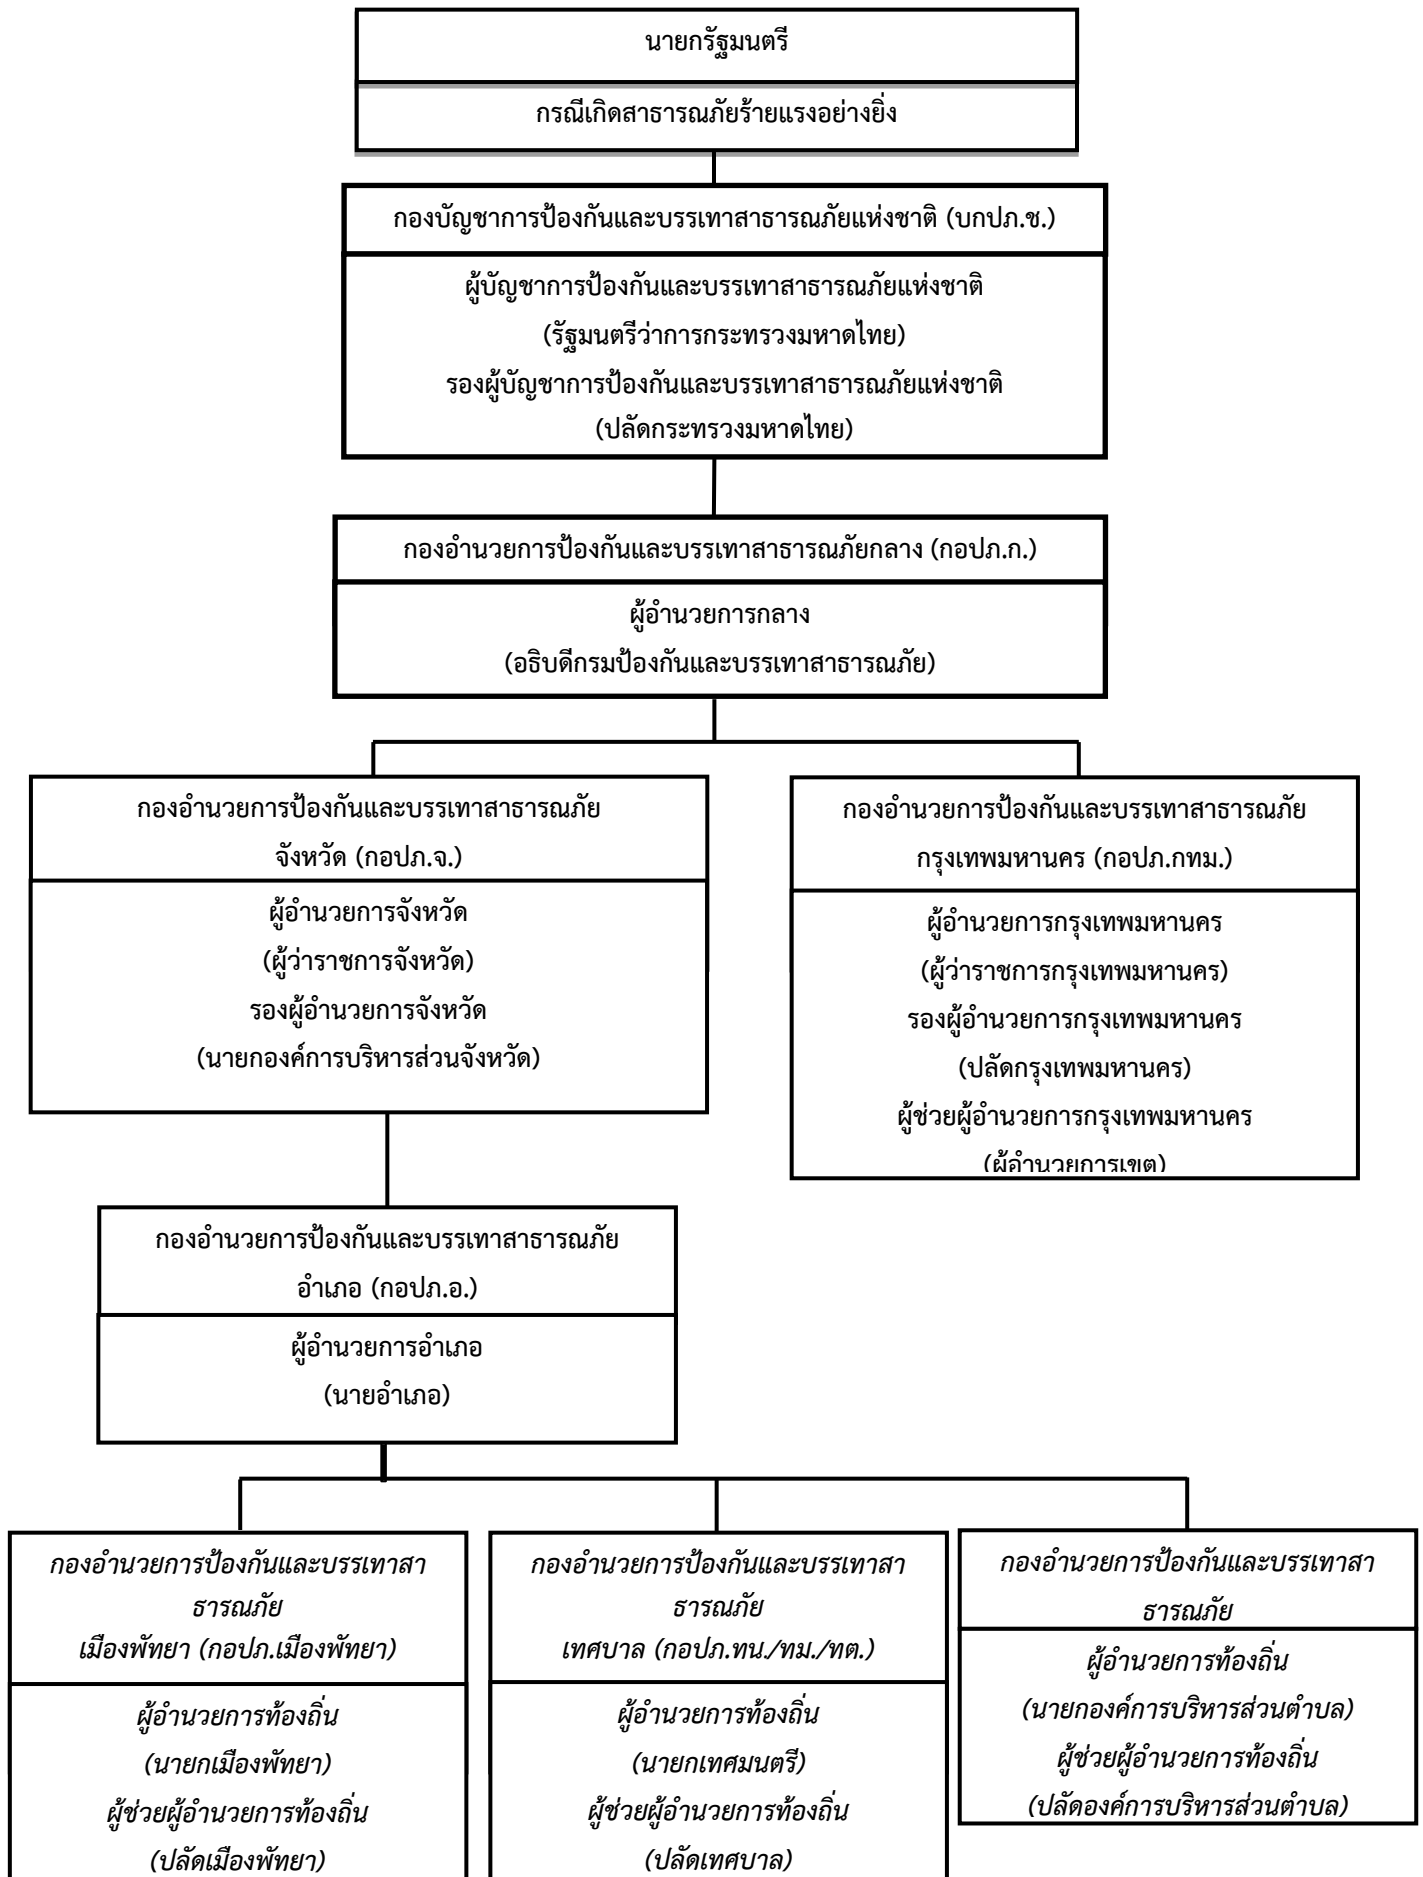 นายกรัฐมนตรี
กรณีเกิดสาธารณภัยร้ายแรงอย่างยิ่ง
กองบัญชาการป้องกันและบรรเทาสาธารณภัยแห่งชาติ (บกปภ.ช.)
ผู้บัญชาการป้องกันและบรรเทาสาธารณภัยแห่งชาติ
(รัฐมนตรีว่าการกระทรวงมหาดไทย)
รองผู้บัญชาการป้องกันและบรรเทาสาธารณภัยแห่งชาติ
(ปลัดกระทรวงมหาดไทย)
กองอำนวยการป้องกันและบรรเทาสาธารณภัยกลาง (กอปภ.ก.)
ผู้อำนวยการกลาง
(อธิบดีกรมป้องกันและบรรเทาสาธารณภัย)
กองอำนวยการป้องกันและบรรเทาสาธารณภัย
จังหวัด (กอปภ.จ.)
ผู้อำนวยการจังหวัด
(ผู้ว่าราชการจังหวัด)
รองผู้อำนวยการจังหวัด
(นายกองค์การบริหารส่วนจังหวัด)
กองอำนวยการป้องกันและบรรเทาสาธารณภัย
กรุงเทพมหานคร (กอปภ.กทม.)
ผู้อำนวยการกรุงเทพมหานคร
(ผู้ว่าราชการกรุงเทพมหานคร)
รองผู้อำนวยการกรุงเทพมหานคร
(ปลัดกรุงเทพมหานคร)
ผู้ช่วยผู้อำนวยการกรุงเทพมหานคร
(ผู้อำนวยการเขต)
กองอำนวยการป้องกันและบรรเทาสาธารณภัย
อำเภอ (กอปภ.อ.)
ผู้อำนวยการอำเภอ
(นายอำเภอ)
กองอำนวยการป้องกันและบรรเทาสา
ธารณภัย
เมืองพัทยา (กอปภ.เมืองพัทยา)
ผู้อำนวยการท้องถิ่น
(นายกเมืองพัทยา)
ผู้ช่วยผู้อำนวยการท้องถิ่น
(ปลัดเมืองพัทยา)
กองอำนวยการป้องกันและบรรเทาสา
ธารณภัย
เทศบาล (กอปภ.ทน./ทม./ทต.)
ผู้อำนวยการท้องถิ่น
(นายกเทศมนตรี)
ผู้ช่วยผู้อำนวยการท้องถิ่น
(ปลัดเทศบาล)
กองอำนวยการป้องกันและบรรเทาสา
ธารณภัย
ผู้อำนวยการท้องถิ่น
(นายกองค์การบริหารส่วนตำบล)
ผู้ช่วยผู้อำนวยการท้องถิ่น
(ปลัดองค์การบริหารส่วนตำบล)